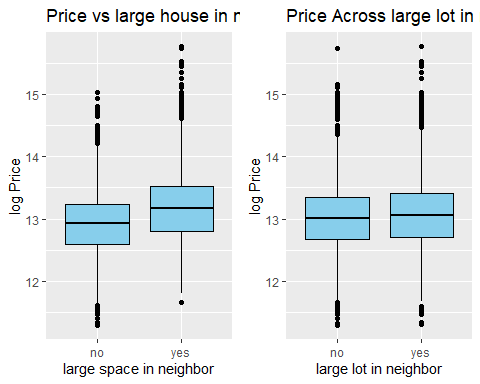 Price vs large house in n
log Price
15
14
13
12
no
yes
large space in neighbor
Price Across large lot in
log Price
15
14
13
12
no
yes
large lot in neighbor